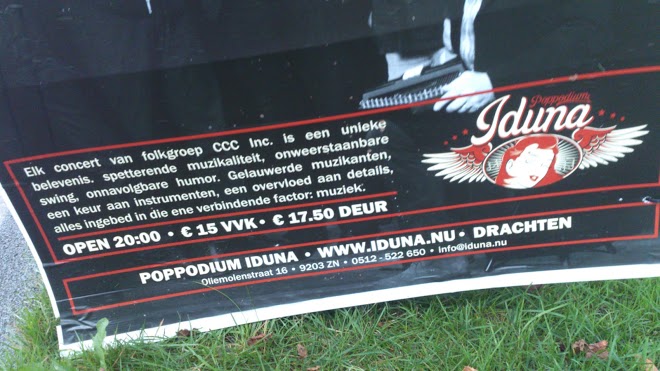 Elk concert van folkgroep CCC Inc. is een unieke
belevenis. spetterende muzikaliteit, onweerstaanbare
swing, onnavolgbare humor. Gelauwerde muzikanten,
een keur aan instrumenten, een overvloed aan details,
alles ingebed in die ene verbindende factor: muziek.
OPEN 20:00 • € 15 VVK • € 17.50 DEUR
Poppodium
Iduna
POPPODIUM IDUNA • WWW.IDUNA.NU • DRACHTEN
Oliemolenstraat 16 • 9203 ZN • 0512 - 522 650 • info@iduna.nu